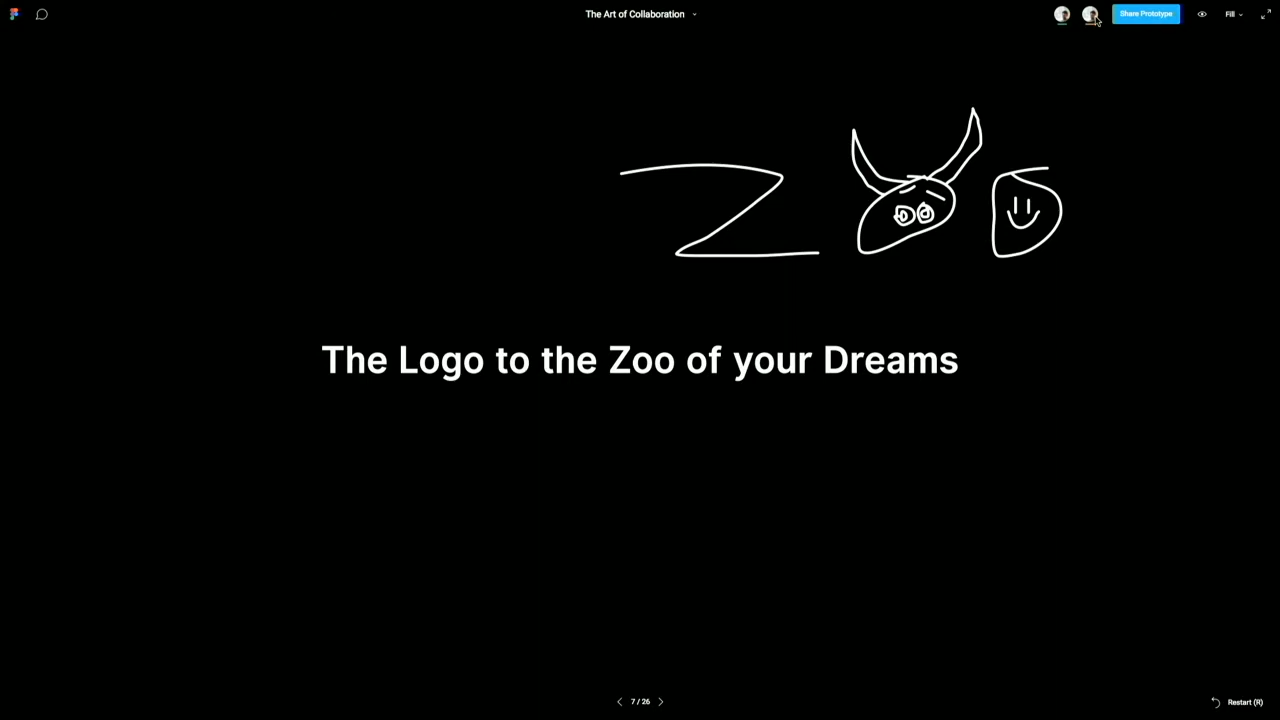 The Art of Collaboration
Share Prototype
Fill
ZOO
The Logo to the Zoo of your Dreams
7 / 26
Restart (R)